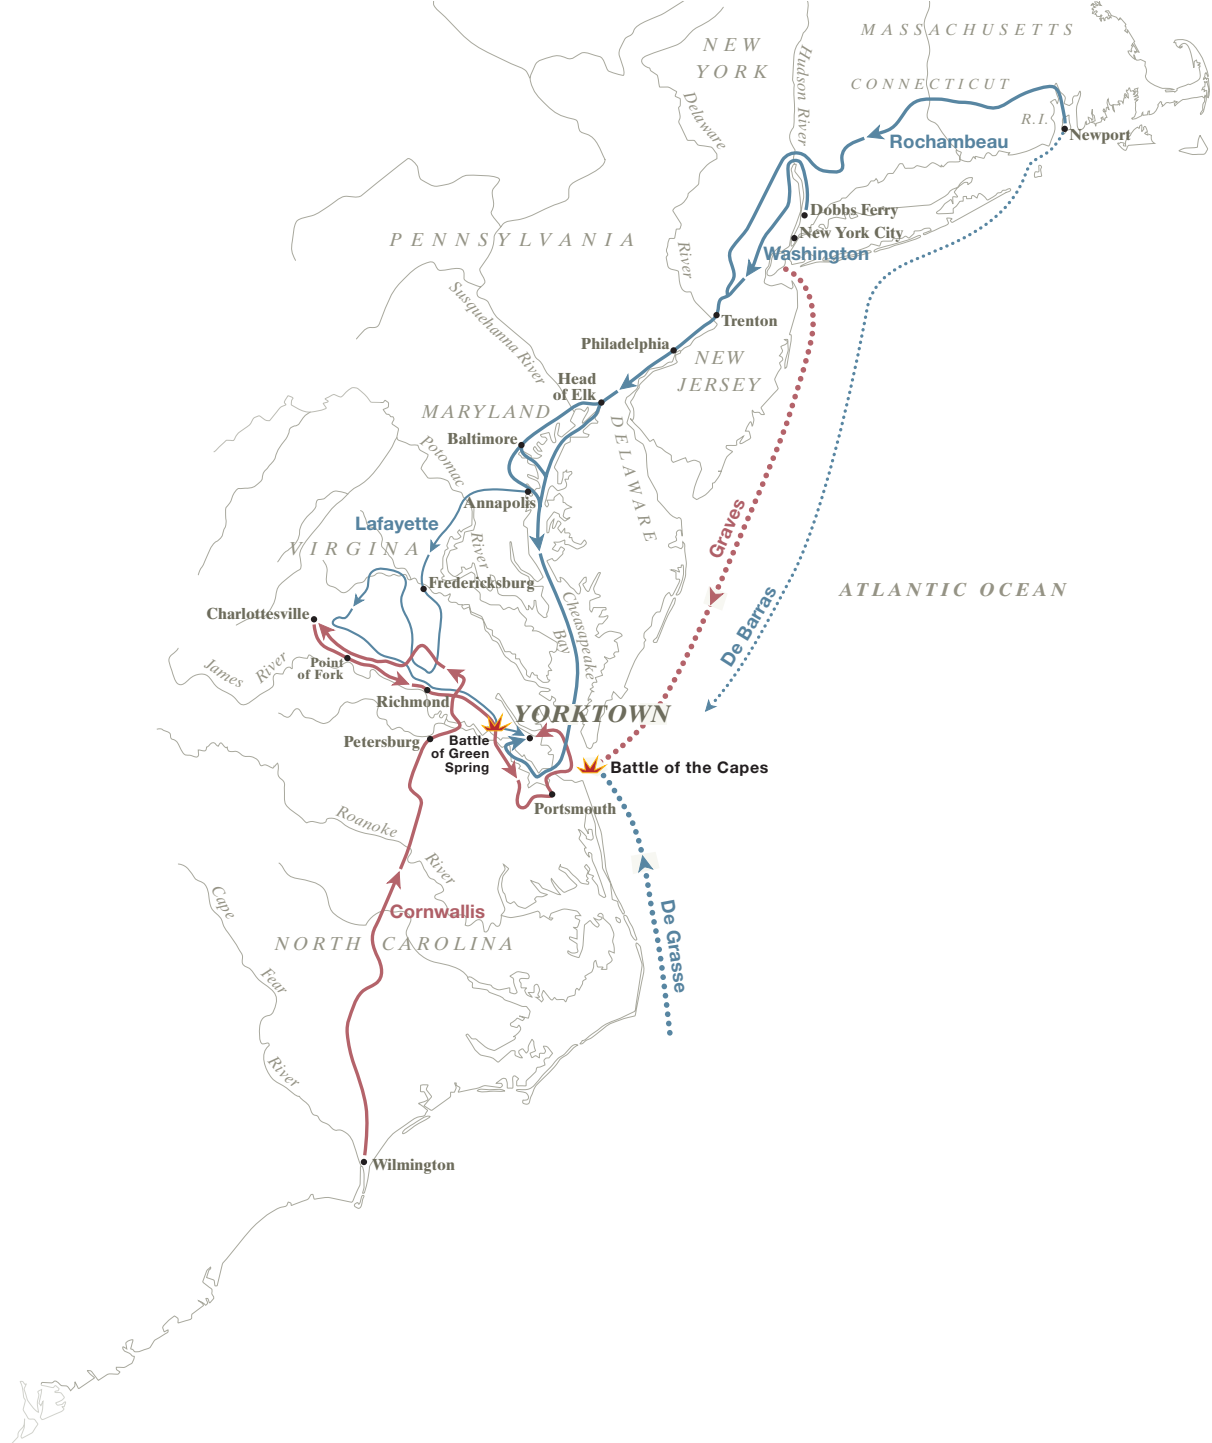 MASSACHUSETTS
NEW
YORK
Hudson River
CONNECTICUT
R.I.
Newport
Rochambeau
Delaware
River
Dobbs Ferry
New York City
Washington
PENNSYLVANIA
Susquehanna River
Trenton
Philadelphia
NEW
JERSEY
Head
of Elk
MARYLAND
DELAWARE
Baltimore
Potomac
River
Annapolis
Lafayette
VIRGINA
Graves
Fredericksburg
Cheasapeake
Bay
ATLANTIC OCEAN
De Barras
Charlottesville
James
River
Point
of Fork
Richmond
YORKTOWN
Petersburg
Battle
of Green
Spring
Battle of the Capes
Portsmouth
Roanoke
River
Cape
Fear
River
Cornwallis
De Grasse
NORTH CAROLINA
Wilmington